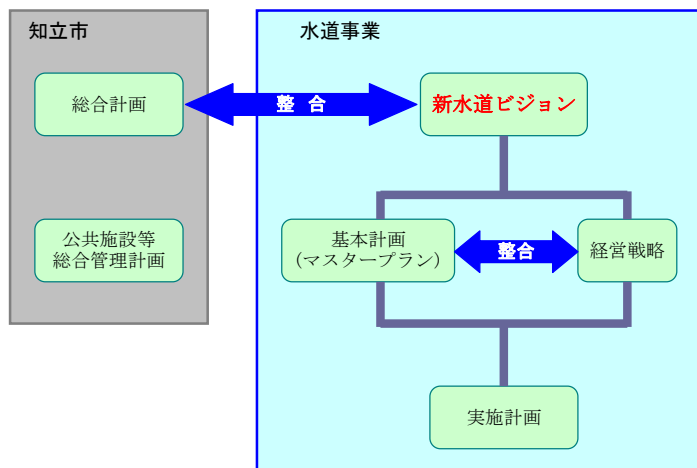 知立市
水道事業
総合計画
整 合
新水道ビジョン
公共施設等
総合管理計画
基本計画
(マスタープラン)
整合
経営戦略
実施計画